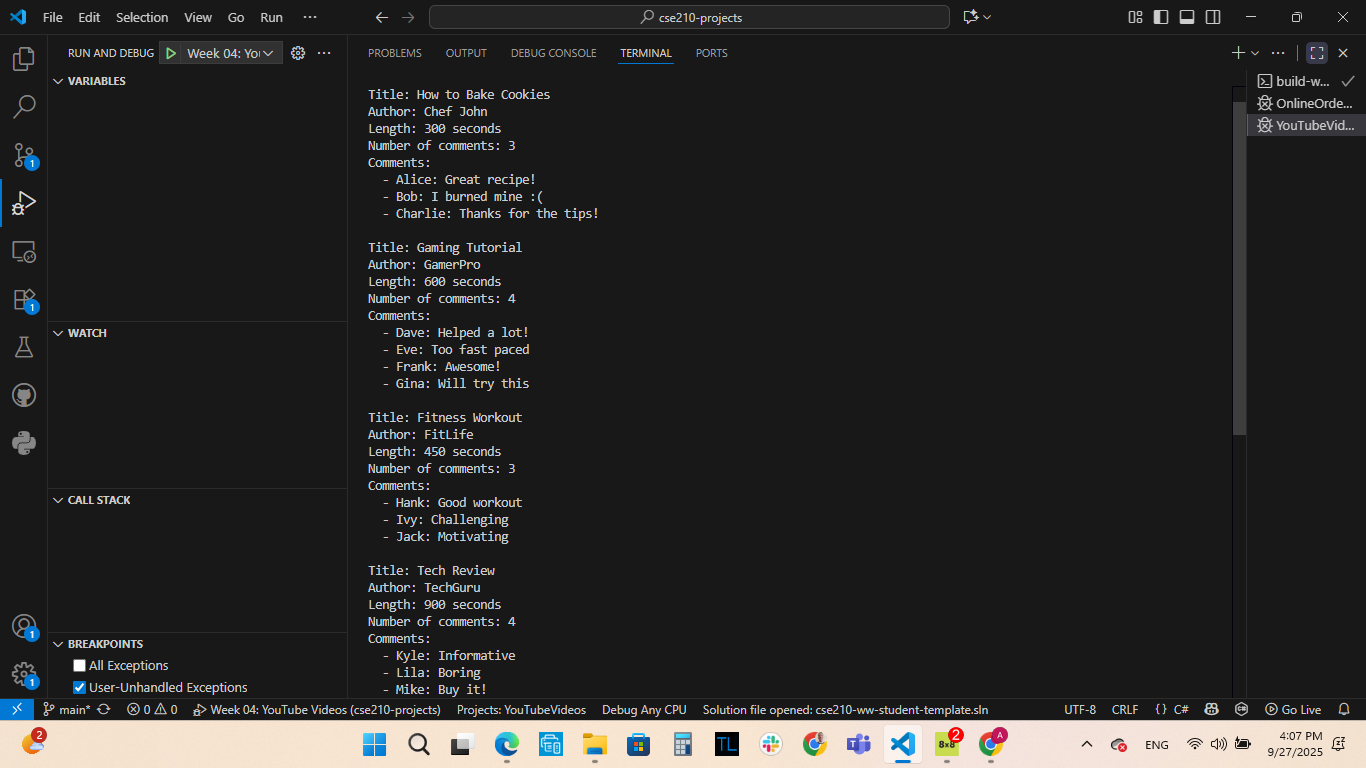 File Edit Selection View Go Run ···
cse210-projects
RUN AND DEBUG Week 04: Yo
VARIABLES
WATCH
CALL STACK
BREAKPOINTS
All Exceptions
User-Unhandled Exceptions
1
1
1
1
PROBLEMS OUTPUT DEBUG CONSOLE TERMINAL PORTS
Title: How to Bake Cookies
Author: Chef John
Length: 300 seconds
Number of comments: 3
Comments:
- Alice: Great recipe!
- Bob: I burned mine :(
- Charlie: Thanks for the tips!
Title: Gaming Tutorial
Author: GamerPro
Length: 600 seconds
Number of comments: 4
Comments:
- Dave: Helped a lot!
- Eve: Too fast paced
- Frank: Awesome!
- Gina: Will try this
Title: Fitness Workout
Author: FitLife
Length: 450 seconds
Number of comments: 3
Comments:
- Hank: Good workout
- Ivy: Challenging
- Jack: Motivating
Title: Tech Review
Author: TechGuru
Length: 900 seconds
Number of comments: 4
Comments:
- Kyle: Informative
- Lila: Boring
- Mike: Buy it!
build-w...
OnlineOrde...
YouTubeVid...
main* 0 0 Week 04: YouTube Videos (cse210-projects) Projects: YouTubeVideos Debug Any CPU Solution file opened: cse210-ww-student-template.sln UTF-8 CRLF {} C# Go Live
2 TL 8x8 2 A ENG 4:07 PM
9/27/2025